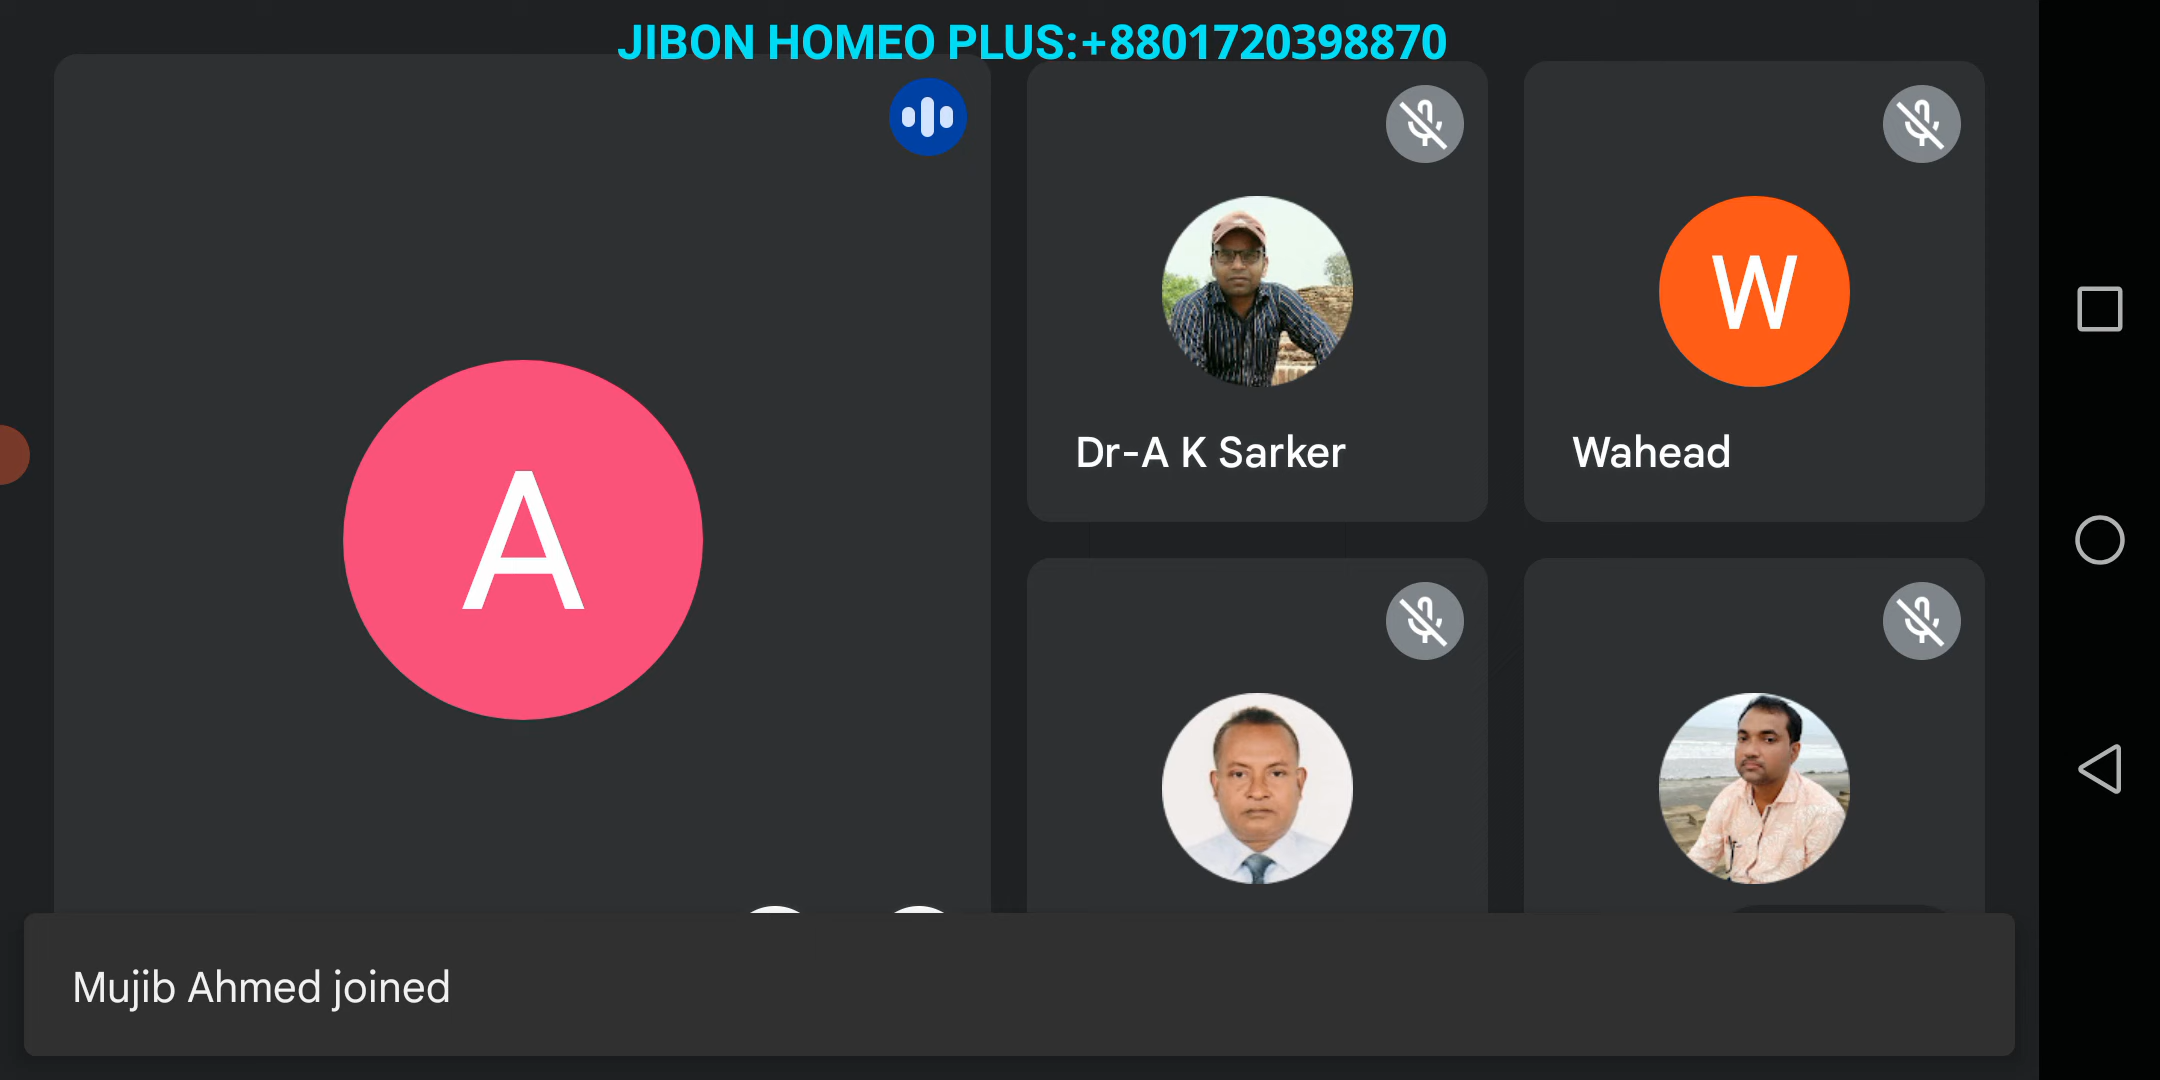 JIBON HOMEO PLUS:+8801720398870
A
W
Dr-A K Sarker
Wahead
Mujib Ahmed joined